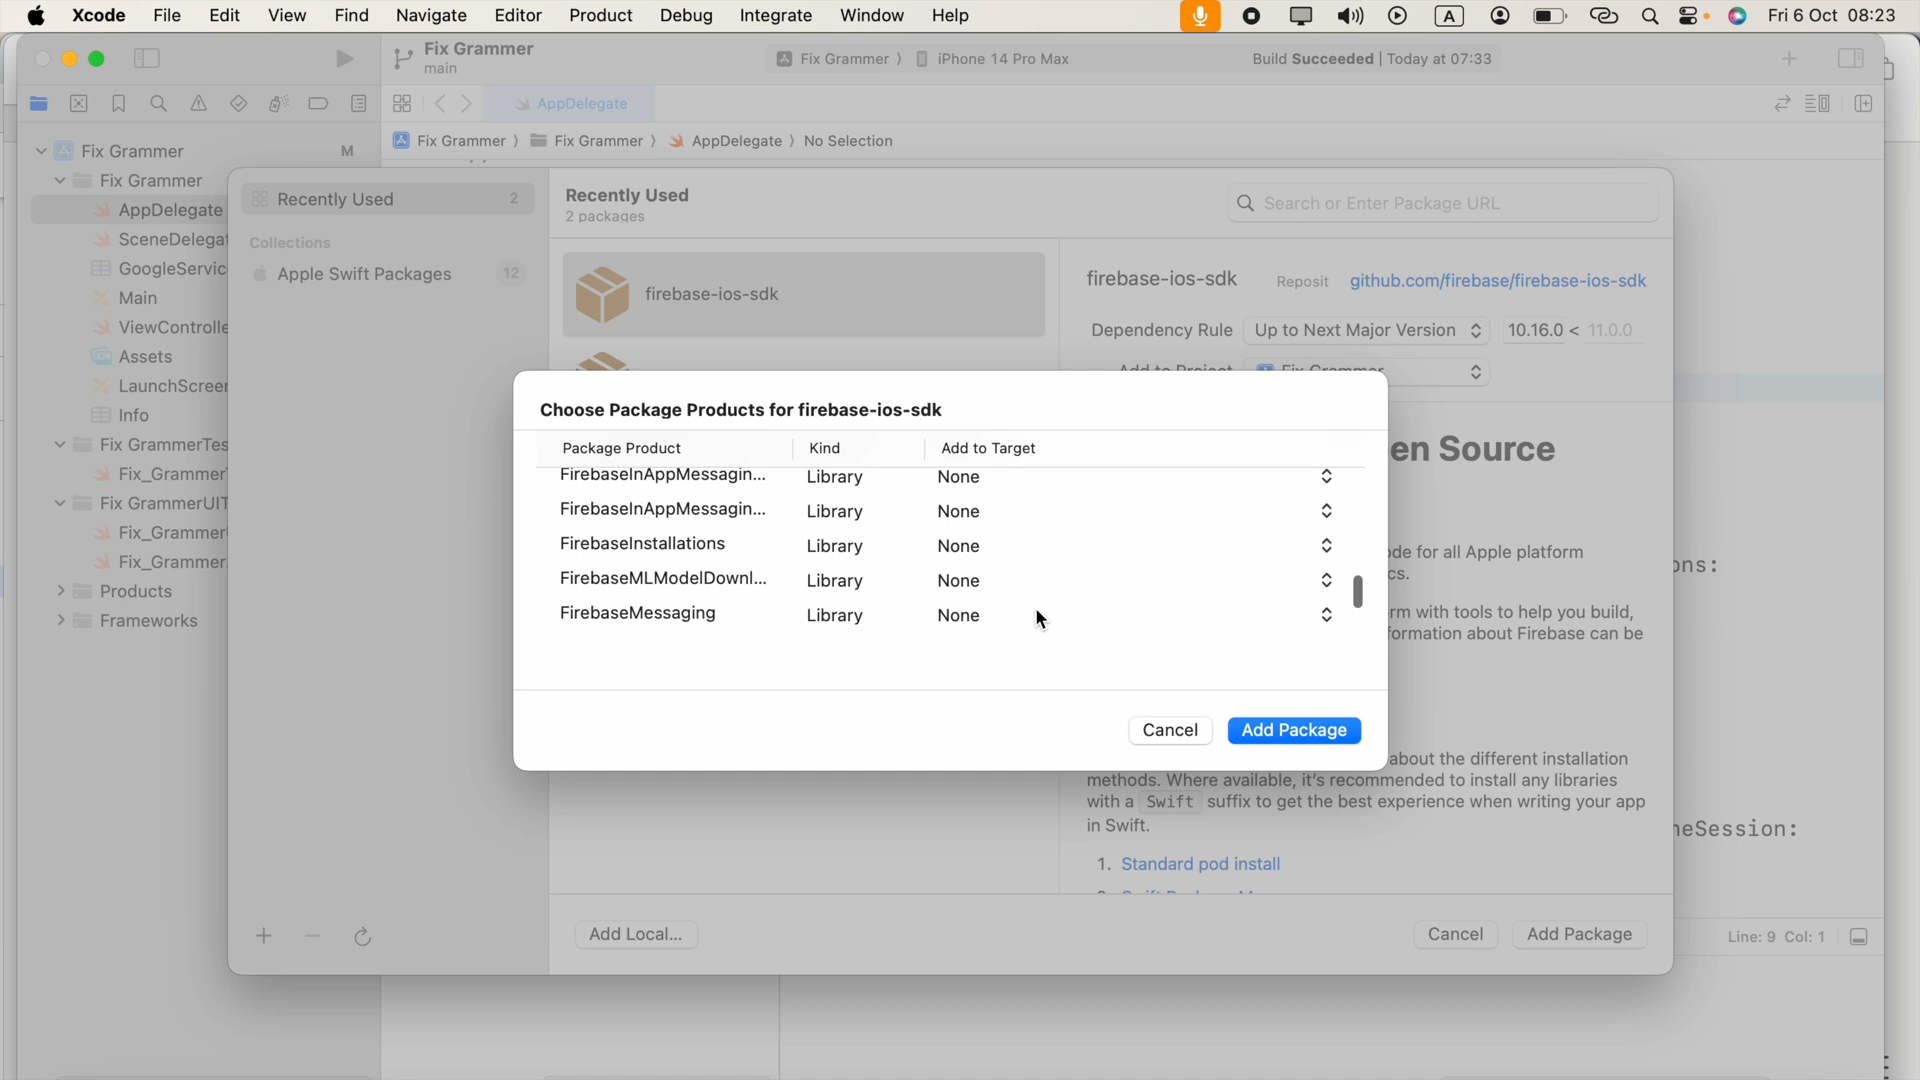 Xcode File Edit View Find Navigate Editor Product Debug Integrate Window Help A Fri 6 Oct 08:23
Fix Grammer
main
Fix Grammer iPhone 14 Pro Max
Build Succeeded | Today at 07:33
AppDelegate
Fix Grammer Fix Grammer AppDelegate No Selection
Fix Grammer M
Fix Grammer
AppDelegate
SceneDelegat
GoogleServic
Main
ViewControlle
Assets
LaunchScreen
Info
Fix GrammerTes
Fix_Grammer
Fix GrammerUIT
Fix_Grammer
Fix_Grammer
Products
Frameworks
Recently Used 2
Collections
Apple Swift Packages 12
Recently Used
2 packages
Search or Enter Package URL
firebase-ios-sdk
firebase-ios-sdk Reposit github.com/firebase/firebase-ios-sdk
Dependency Rule Up to Next Major Version 10.16.0 < 11.0.0
Add to Project Fix Grammer
Choose Package Products for firebase-ios-sdk
Package Product Kind Add to Target
FirebaseInAppMessagin... Library None
FirebaseInAppMessagin... Library None
FirebaseInstallations Library None
FirebaseMLModelDownl... Library None
FirebaseMessaging Library None
Cancel Add Package
en Source
de for all Apple platform
cs.
rm with tools to help you build,
formation about Firebase can be
about the different installation
methods. Where available, it's recommended to install any libraries
with a Swift suffix to get the best experience when writing your app
in Swift.
1. Standard pod install
Add Local... Cancel Add Package
ons:
neSession:
Line: 9 Col: 1